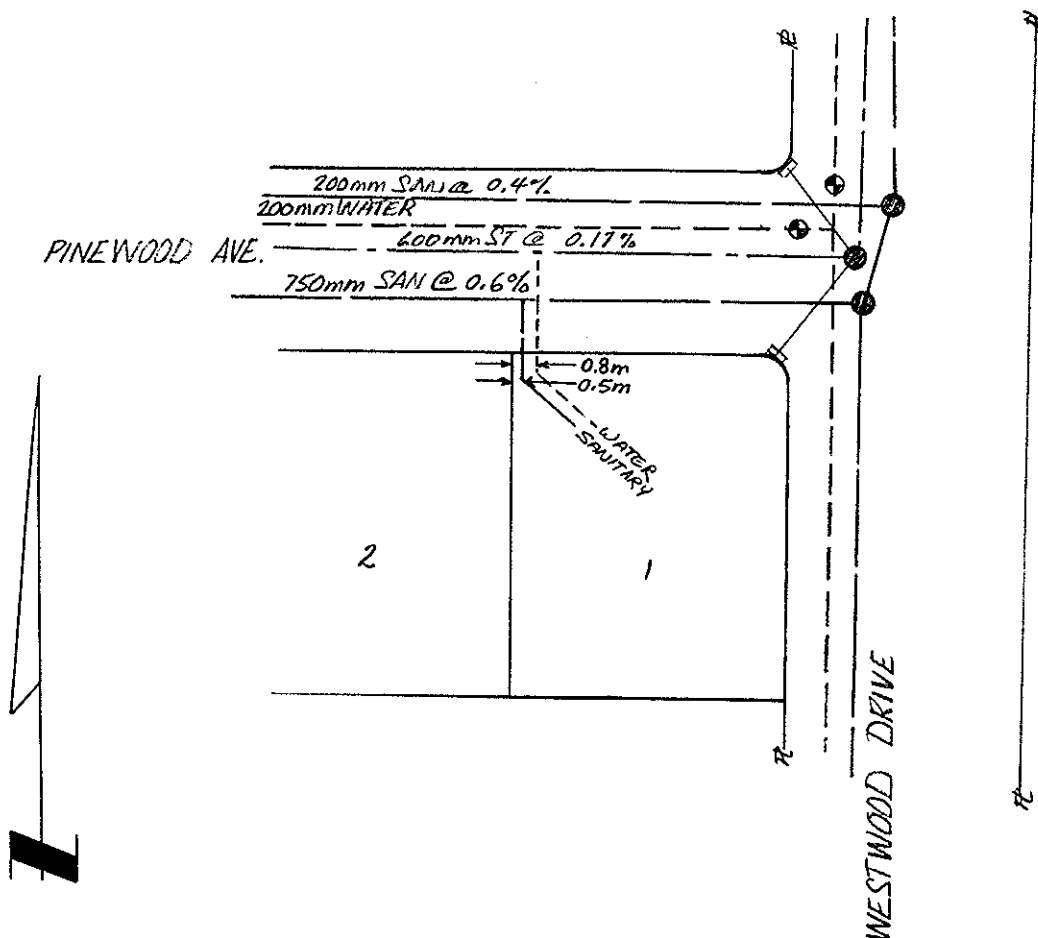 200mm SAN @ 0.4%
200mm WATER
PINEWOOD AVE.
600mm ST @ 0.17%
750mm SAN @ 0.6%
0.8m
0.5m
WATER
SANITARY
2
1
WESTWOOD DRIVE